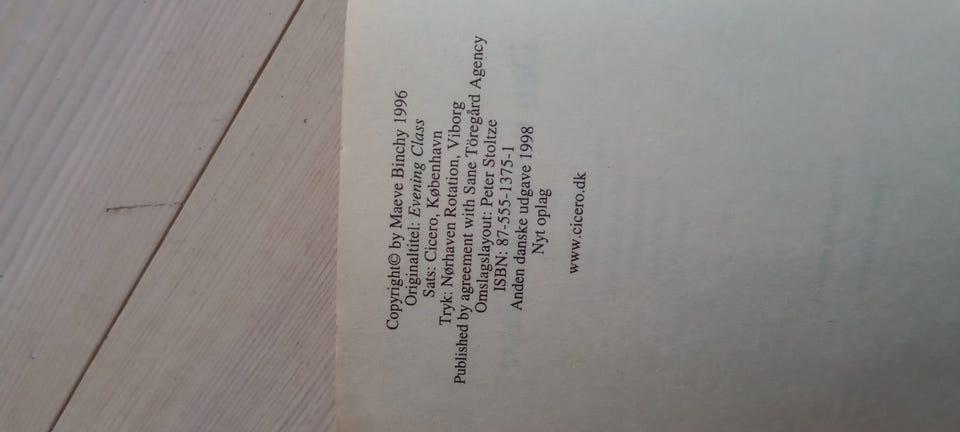 Copyright© by Maeve Binchy 1996
Originaltitel: Evening Class
Sats: Cicero, København
Tryk: Nørhaven Rotation, Viborg
Published by agreement with Sane Töregård Agency
Omslagslayout: Peter Stoltze
ISBN: 87-555-1375-1
Anden danske udgave 1998
Nyt oplag
www.cicero.dk